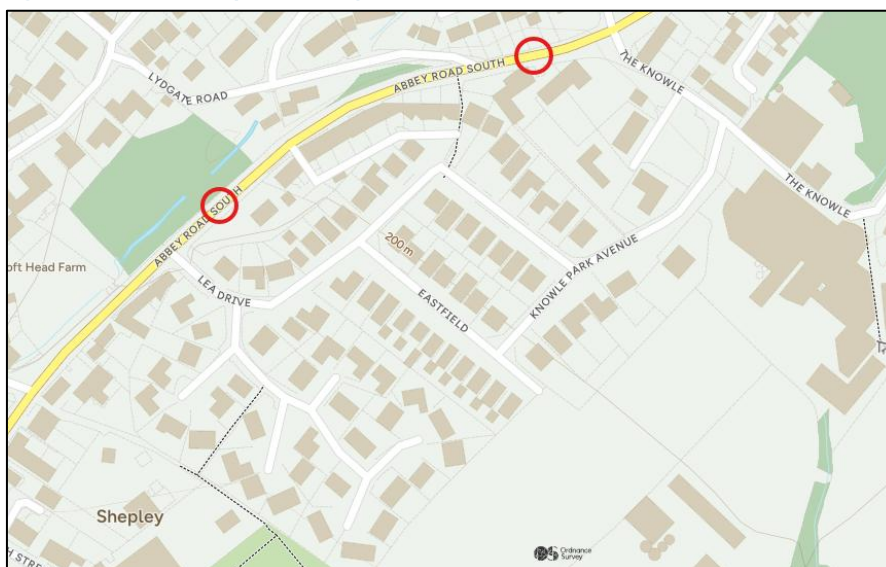 LYDGATE ROAD
ABBEY ROAD SOUTH
THE KNOWLE
THE KNOWLE
ABBEY ROAD SOUTH
oft Head Farm
200 m
LEA DRIVE
EASTFIELD
KNOWLE PARK AVENUE
Shepley
H STRE
Ordnance
Survey